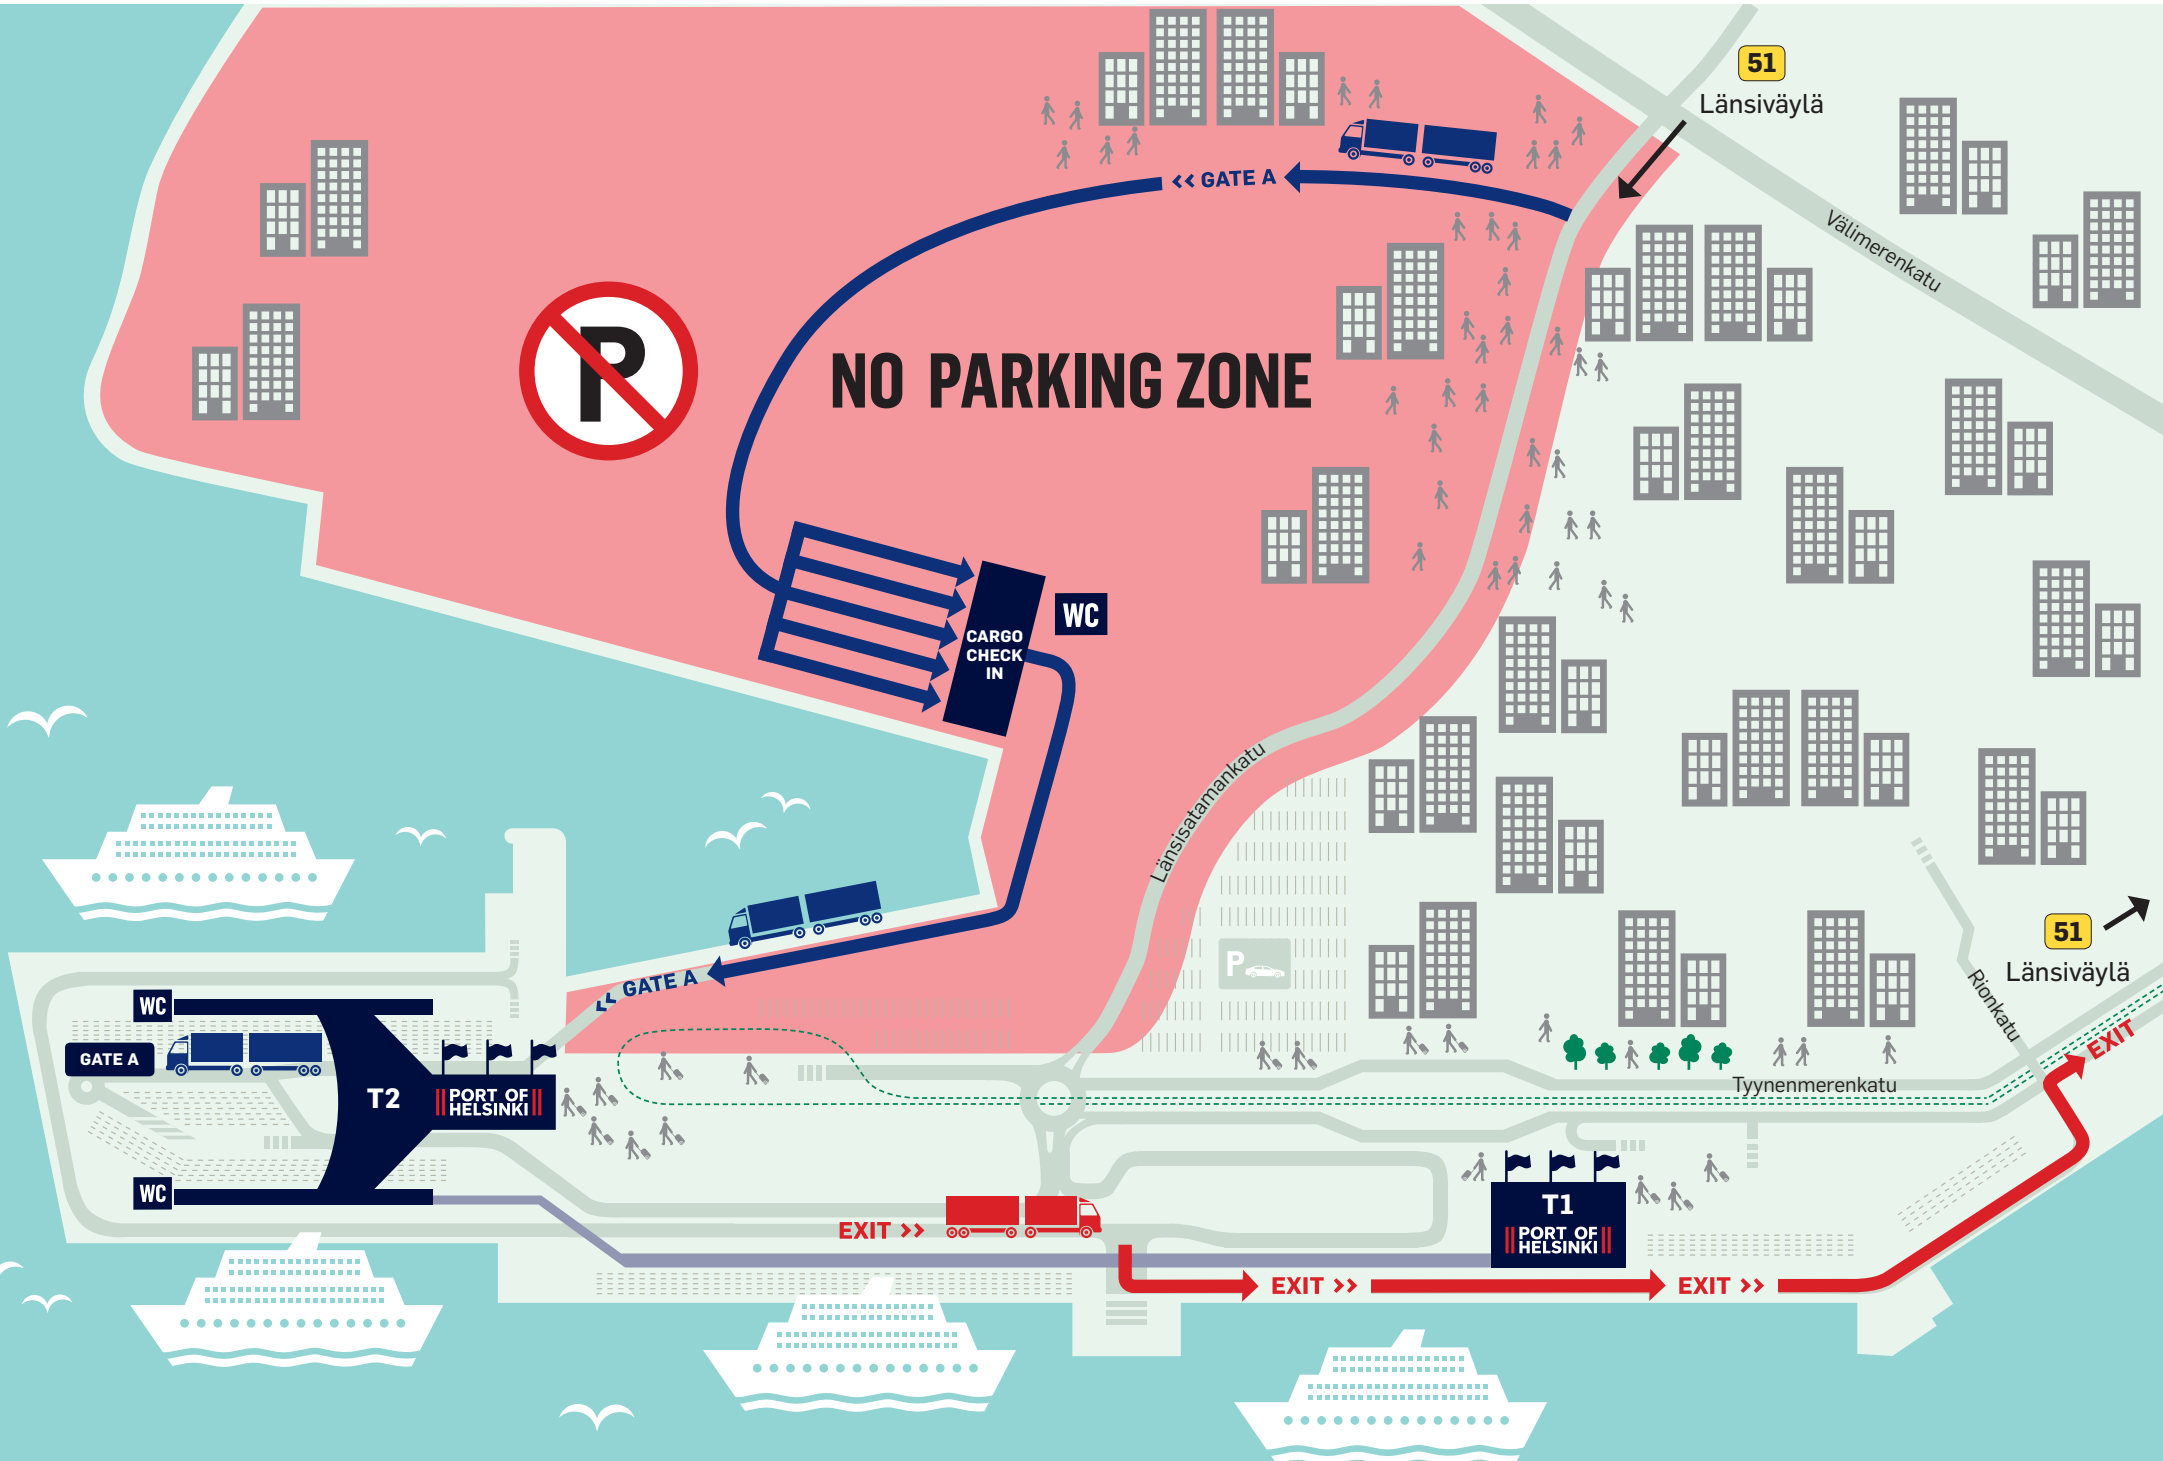 51
Länsiväylä
<< GATE A
Välimerenkatu
P
NO PARKING ZONE
CARGO
CHECK
IN
WC
Länsisatamankatu
P
51
Länsiväylä
Rionkatu
<< GATE A
WC
GATE A
T2
PORT OF
HELSINKI
WC
Tyynenmerenkatu
EXIT
T1
PORT OF
HELSINKI
EXIT >>
EXIT >>
EXIT >>